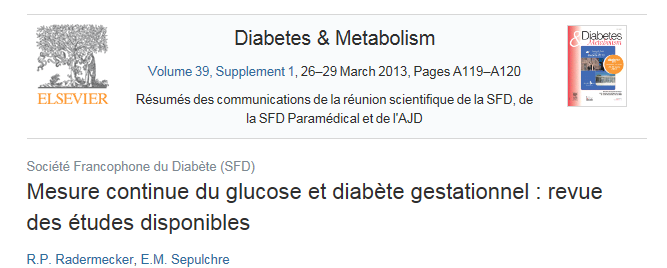 Diabetes & Metabolism
Volume 39, Supplement 1, 26–29 March 2013, Pages A119–A120
Résumés des communications de la réunion scientifique de la SFD, de
la SFD Paramédical et de l'AJD
ELSEVIER
Diabetes
Metabolism
Société Francophone du Diabète (SFD)
Mesure continue du glucose et diabète gestationnel : revue
des études disponibles
R.P. Radermecker, E.M. Sepulchre